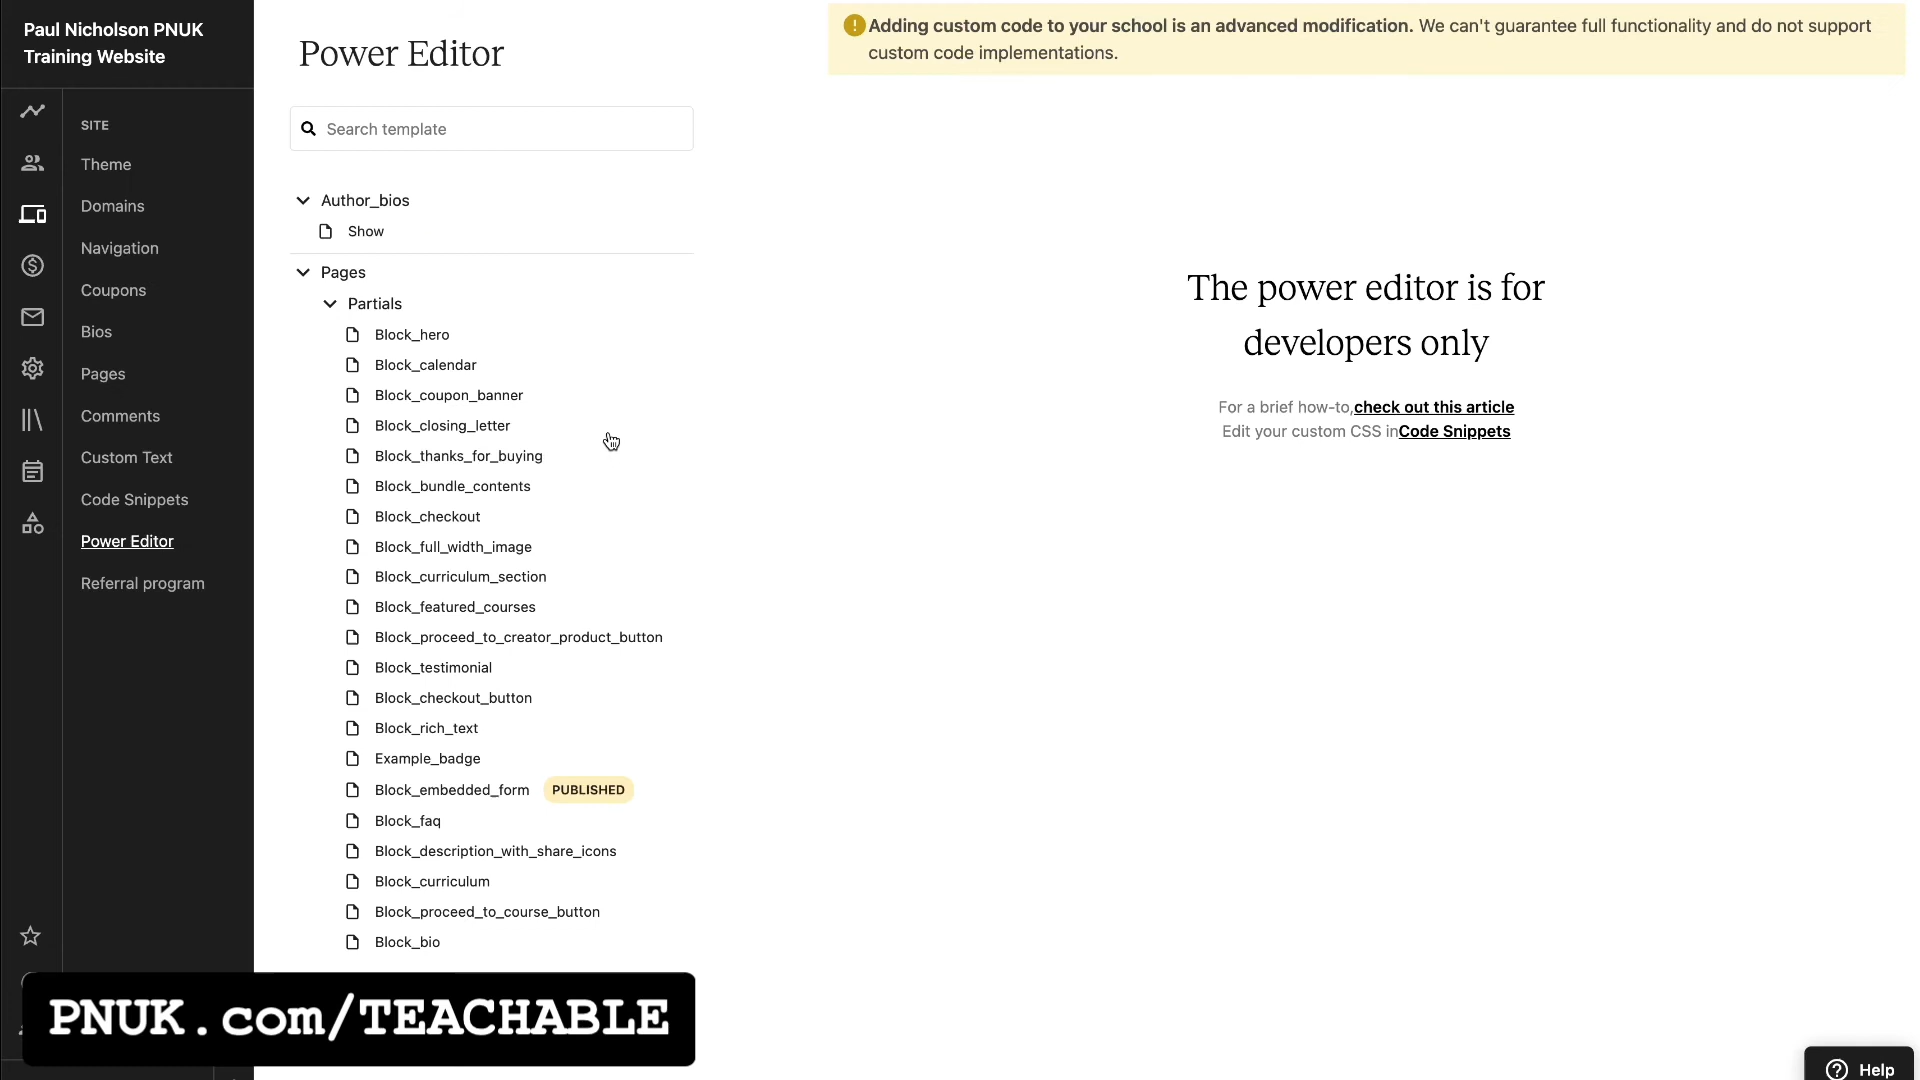 Paul Nicholson PNUK
Training Website
SITE
Theme
Domains
Navigation
Coupons
Bios
Pages
Comments
Custom Text
Code Snippets
Power Editor
Referral program
Power Editor
Search template
Author_bios
Show
Pages
Partials
Block_hero
Block_calendar
Block_coupon_banner
Block_closing_letter
Block_thanks_for_buying
Block_bundle_contents
Block_checkout
Block_full_width_image
Block_curriculum_section
Block_featured_courses
Block_proceed_to_creator_product_button
Block_testimonial
Block_checkout_button
Block_rich_text
Example_badge
Block_embedded_form PUBLISHED
Block_faq
Block_description_with_share_icons
Block_curriculum
Block_proceed_to_course_button
Block_bio
Adding custom code to your school is an advanced modification. We can't guarantee full functionality and do not support
custom code implementations.
The power editor is for
developers only
For a brief how-to,check out this article
Edit your custom CSS inCode Snippets
PNUK.com/TEACHABLE
Help